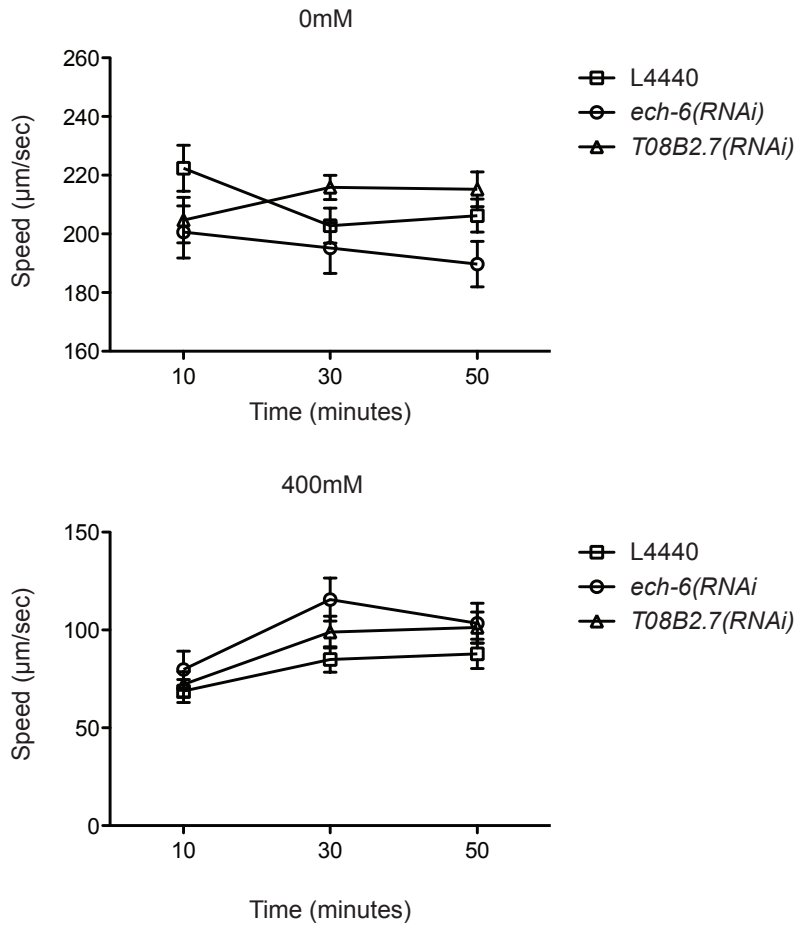 0mM
260
240
220
200
180
160
Speed (µm/sec)
10 30 50
Time (minutes)
L4440
ech-6(RNAi)
T08B2.7(RNAi)
400mM
150
100
50
0
Speed (µm/sec)
10 30 50
Time (minutes)
L4440
ech-6(RNAi
T08B2.7(RNAi)